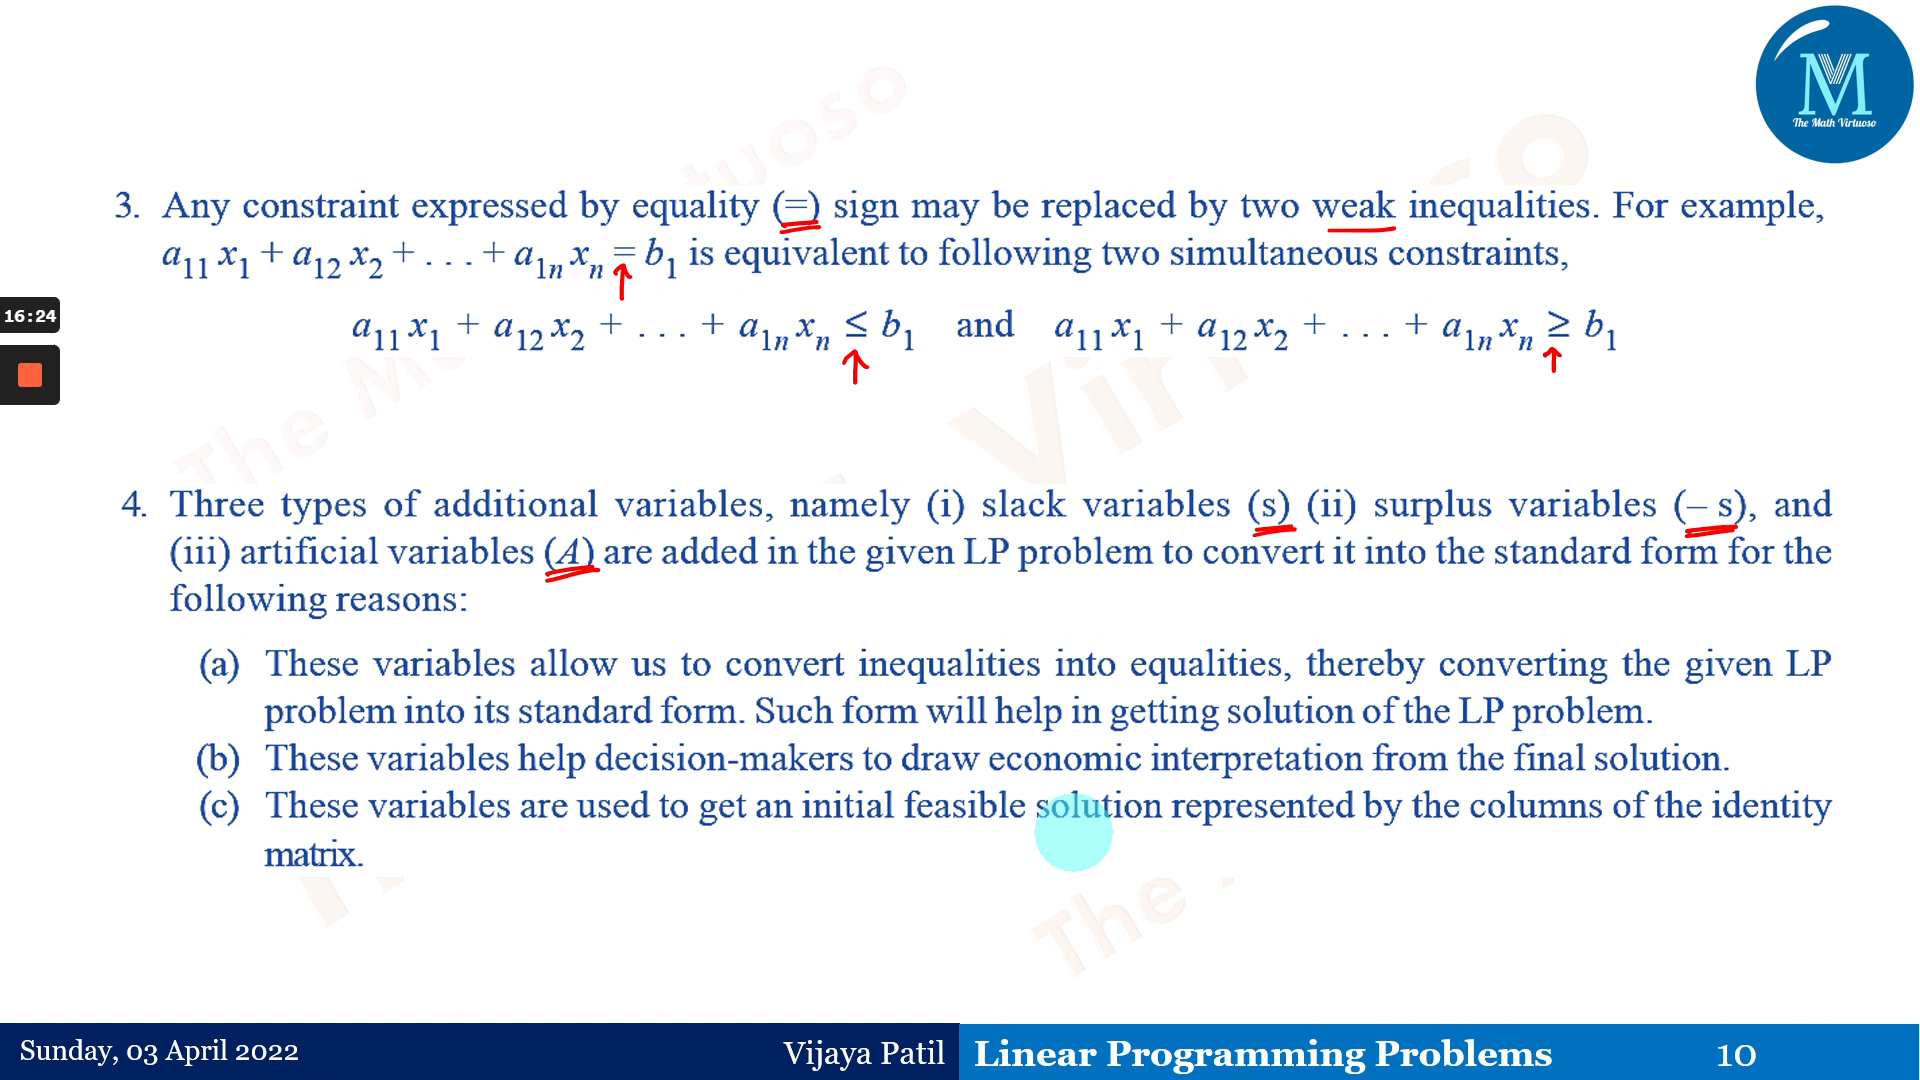 M
The Math Virtuoso
3. Any constraint expressed by equality (=) sign may be replaced by two weak inequalities. For example,
a₁₁ x₁ + a₁₂ x₂ + . . . + a₁ₙ xₙ = b₁ is equivalent to following two simultaneous constraints,
16:24
a₁₁ x₁ + a₁₂ x₂ + . . . + a₁ₙ xₙ ≤ b₁ and a₁₁ x₁ + a₁₂ x₂ + . . . + a₁ₙ xₙ ≥ b₁
4. Three types of additional variables, namely (i) slack variables (s) (ii) surplus variables (– s), and
(iii) artificial variables (A) are added in the given LP problem to convert it into the standard form for the
following reasons:
(a) These variables allow us to convert inequalities into equalities, thereby converting the given LP
problem into its standard form. Such form will help in getting solution of the LP problem.
(b) These variables help decision-makers to draw economic interpretation from the final solution.
(c) These variables are used to get an initial feasible solution represented by the columns of the identity
matrix.
Sunday, 03 April 2022
Vijaya Patil
Linear Programming Problems
10